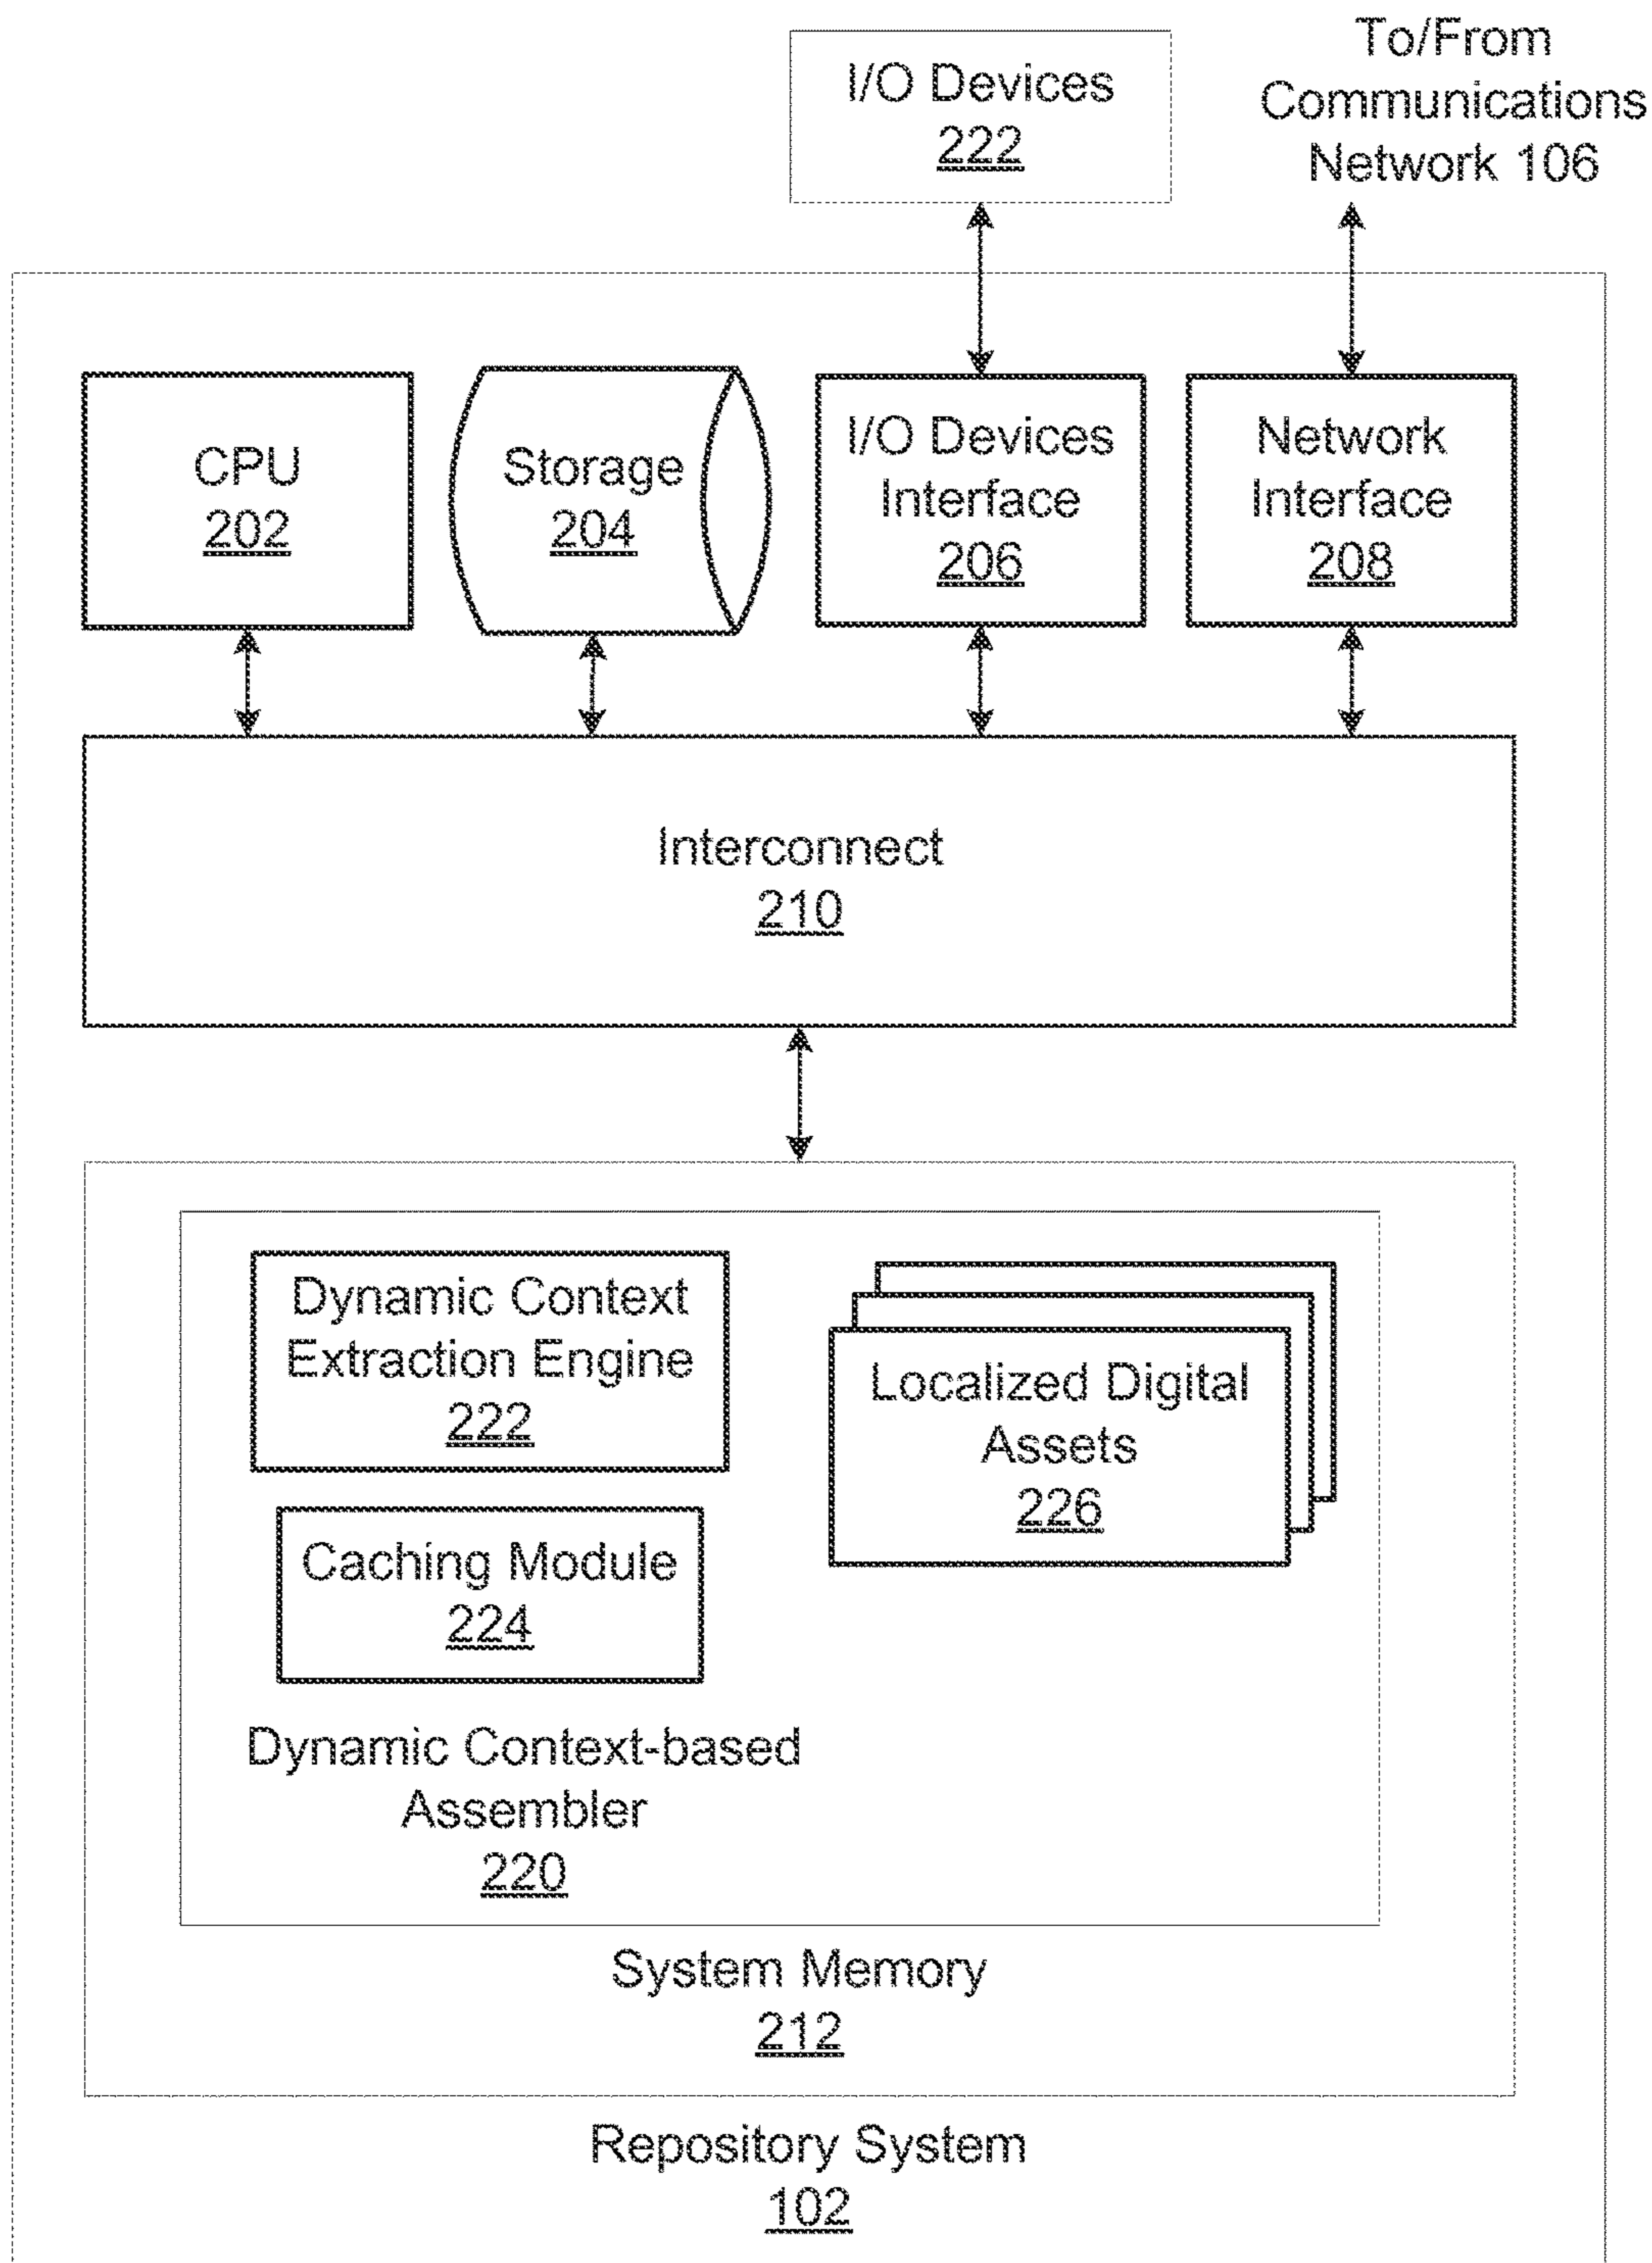 I/O Devices
222
To/From
Communications
Network 106
CPU
202
Storage
204
I/O Devices
Interface
206
Network
Interface
208
Interconnect
210
Dynamic Context
Extraction Engine
222
Localized Digital
Assets
226
Caching Module
224
Dynamic Context-based
Assembler
220
System Memory
212
Repository System
102